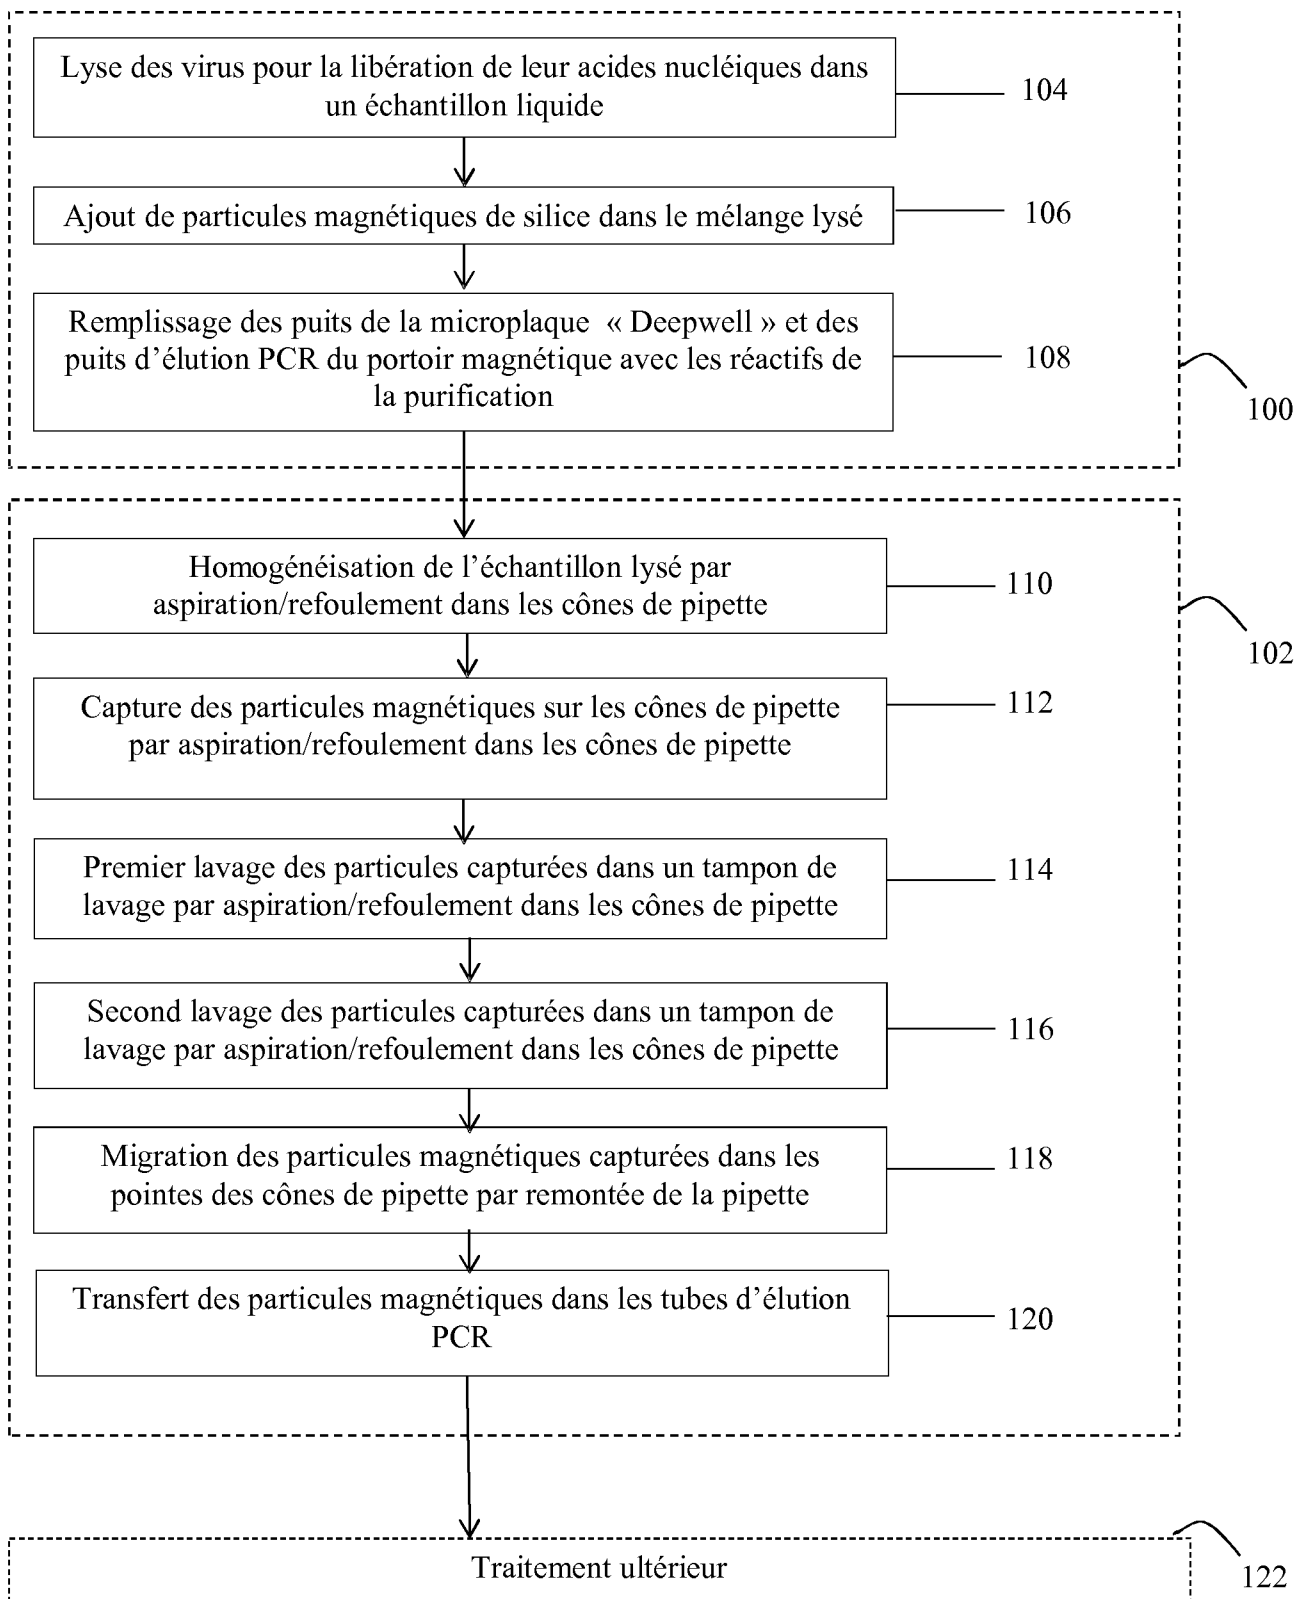 Lyse des virus pour la libération de leur acides nucléiques dans
un échantillon liquide
104
Ajout de particules magnétiques de silice dans le mélange lysé
106
Remplissage des puits de la microplaque « Deepwell » et des
puits d’élution PCR du portoir magnétique avec les réactifs de
la purification
108
100
Homogénéisation de l’échantillon lysé par
aspiration/refoulement dans les cônes de pipette
110
102
Capture des particules magnétiques sur les cônes de pipette
par aspiration/refoulement dans les cônes de pipette
112
Premier lavage des particules capturées dans un tampon de
lavage par aspiration/refoulement dans les cônes de pipette
114
Second lavage des particules capturées dans un tampon de
lavage par aspiration/refoulement dans les cônes de pipette
116
Migration des particules magnétiques capturées dans les
pointes des cônes de pipette par remontée de la pipette
118
Transfert des particules magnétiques dans les tubes d’élution
PCR
120
Traitement ultérieur
122